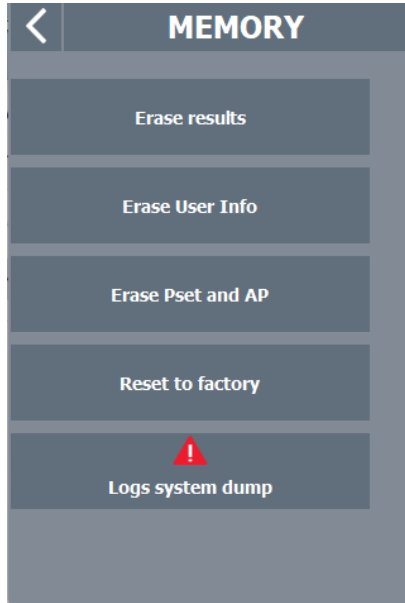 MEMORY
Erase results
Erase User Info
Erase Pset and AP
Reset to factory
Logs system dump